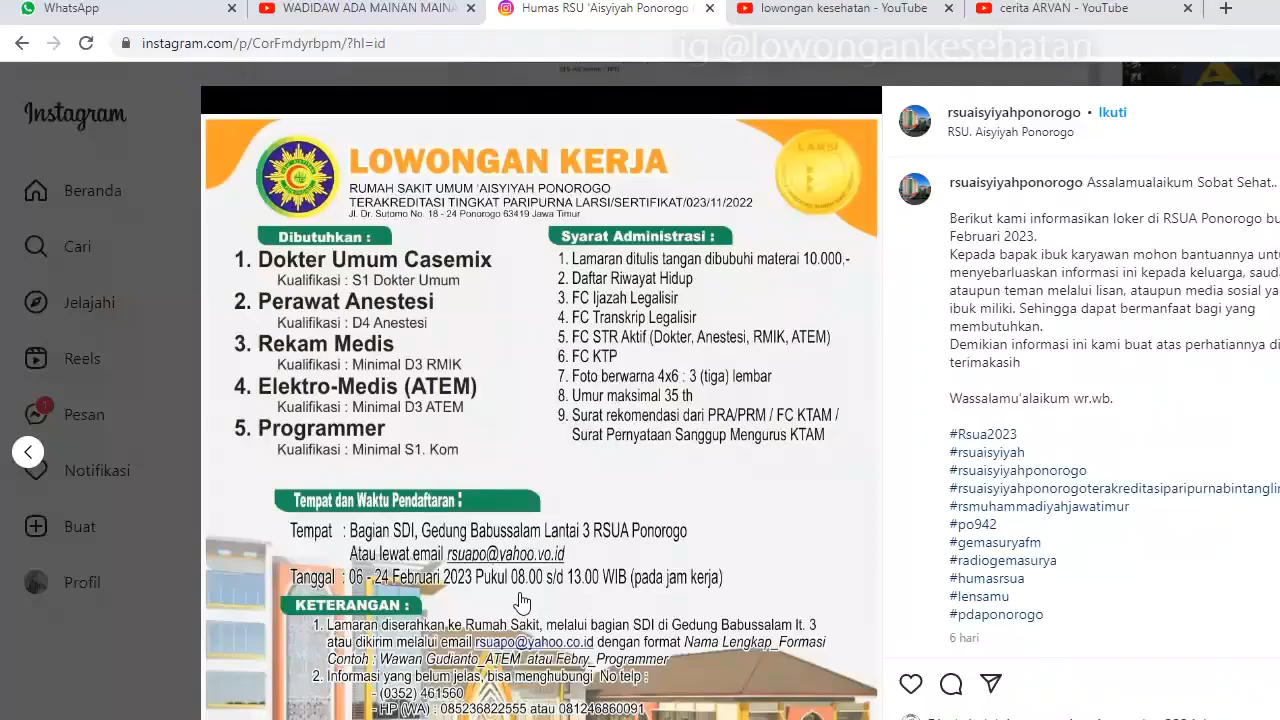 WhatsApp
WADIDAW ADA MAINAN MAINA
Humas RSU 'Aisyiyah Ponorogo
lowongan kesehatan - YouTube
cerita ARVAN - YouTube
instagram.com/p/CorFmdyrbpm/?hl=id
ig @lowongankesehatan
Instagram
Beranda
Cari
Jelajahi
Reels
1
Pesan
Notifikasi
Buat
Profil
LOWONGAN KERJA
RUMAH SAKIT UMUM 'AISYIYAH PONOROGO
TERAKREDITASI TINGKAT PARIPURNA LARSI/SERTIFIKAT/023/11/2022
Jl. Dr. Sutomo No. 18 - 24 Ponorogo 63419 Jawa Timur
LARSI
Dibutuhkan :
1. Dokter Umum Casemix
Kualifikasi : S1 Dokter Umum
2. Perawat Anestesi
Kualifikasi : D4 Anestesi
3. Rekam Medis
Kualifikasi : Minimal D3 RMIK
4. Elektro-Medis (ATEM)
Kualifikasi : Minimal D3 ATEM
5. Programmer
Kualifikasi : Minimal S1. Kom
Syarat Administrasi :
1. Lamaran ditulis tangan dibubuhi materai 10.000,-
2. Daftar Riwayat Hidup
3. FC Ijazah Legalisir
4. FC Transkrip Legalisir
5. FC STR Aktif (Dokter, Anestesi, RMIK, ATEM)
6. FC KTP
7. Foto berwarna 4x6 : 3 (tiga) lembar
8. Umur maksimal 35 th
9. Surat rekomendasi dari PRA/PRM / FC KTAM /
Surat Pernyataan Sanggup Mengurus KTAM
Tempat dan Waktu Pendaftaran :
Tempat : Bagian SDI, Gedung Babussalam Lantai 3 RSUA Ponorogo
Atau lewat email rsuapo@yahoo.vo.id
Tanggal : 06 - 24 Februari 2023 Pukul 08.00 s/d 13.00 WIB (pada jam kerja)
KETERANGAN :
1. Lamaran diserahkan ke Rumah Sakit, melalui bagian SDI di Gedung Babussalam lt. 3
atau dikirim melalui email rsuapo@yahoo.co.id dengan format Nama Lengkap_Formasi
Contoh : Wawan Gudianto_ATEM atau Febry_Programmer
2. Informasi yang belum jelas, bisa menghubungi No telp :
- (0352) 461560
- HP (WA) : 085236822555 atau 081246860091
rsuaisyiyahponorogo • Ikuti
RSU. Aisyiyah Ponorogo
rsuaisyiyahponorogo Assalamualaikum Sobat Sehat..
Berikut kami informasikan loker di RSUA Ponorogo bu
Februari 2023.
Kepada bapak ibuk karyawan mohon bantuannya untu
menyebarluaskan informasi ini kepada keluarga, saud
ataupun teman melalui lisan, ataupun media sosial ya
ibuk miliki. Sehingga dapat bermanfaat bagi yang
membutuhkan.
Demikian informasi ini kami buat atas perhatiannya di
terimakasih
Wassalamu'alaikum wr.wb.
#Rsua2023
#rsuaisyiyah
#rsuaisyiyahponorogo
#rsuaisyiyahponorogoterakreditasiparipurnabintanglin
#rsmuhammadiyahjawatimur
#po942
#gemasuryafm
#radiogemasurya
#humasrsua
#lensamu
#pdaponorogo
6 hari